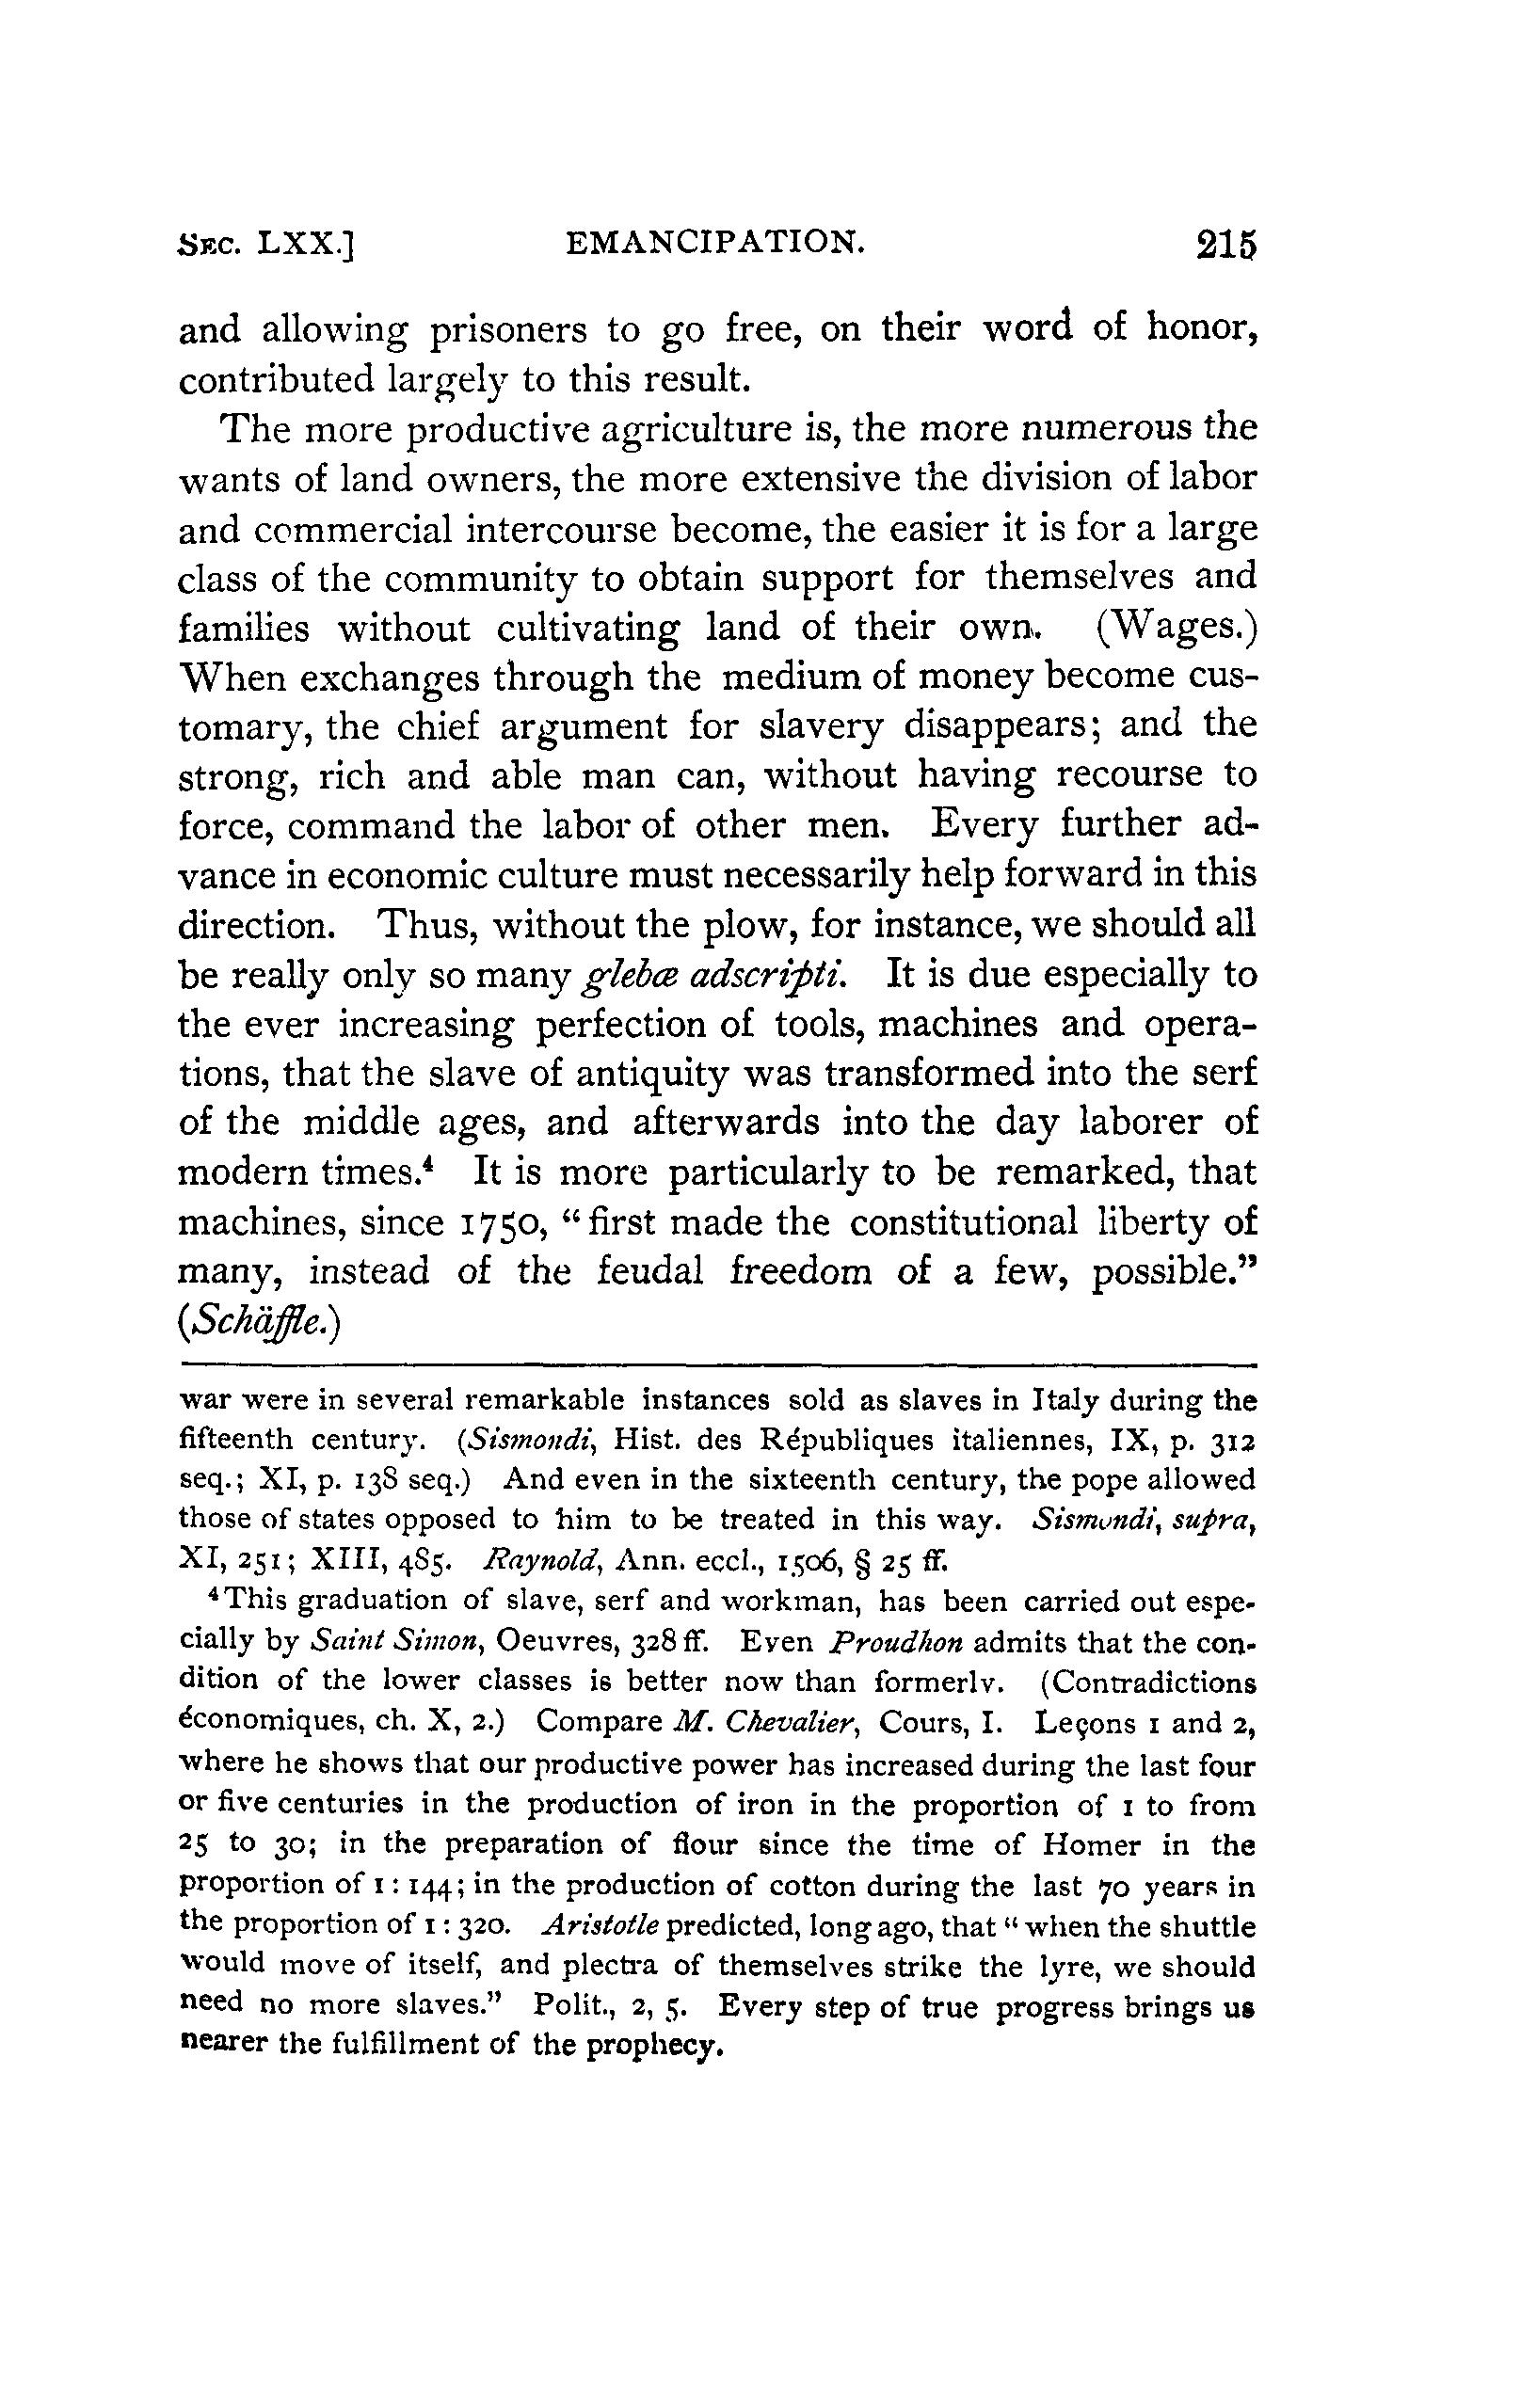 SEC. LXX.] EMANCIPATION. 215
and allowing prisoners to go free, on their word of honor,
contributed largely to this result.
The more productive agriculture is, the more numerous the
wants of land owners, the more extensive the division of labor
and commercial intercourse become, the easier it is for a large
class of the community to obtain support for themselves and
families without cultivating land of their own. (Wages.)
When exchanges through the medium of money become cus-
tomary, the chief argument for slavery disappears; and the
strong, rich and able man can, without having recourse to
force, command the labor of other men. Every further ad-
vance in economic culture must necessarily help forward in this
direction. Thus, without the plow, for instance, we should all
be really only so many glebæ adscripti. It is due especially to
the ever increasing perfection of tools, machines and opera-
tions, that the slave of antiquity was transformed into the serf
of the middle ages, and afterwards into the day laborer of
modern times.⁴ It is more particularly to be remarked, that
machines, since 1750, “first made the constitutional liberty of
many, instead of the feudal freedom of a few, possible.”
(Schäffle.)
war were in several remarkable instances sold as slaves in Italy during the
fifteenth century. (Sismondi, Hist. des Républiques italiennes, IX, p. 312
seq.; XI, p. 138 seq.) And even in the sixteenth century, the pope allowed
those of states opposed to him to be treated in this way. Sismondi, supra,
XI, 251; XIII, 485. Raynold, Ann. eccl., 1506, § 25 ff.
⁴This graduation of slave, serf and workman, has been carried out espe-
cially by Saint Simon, Oeuvres, 328 ff. Even Proudhon admits that the con-
dition of the lower classes is better now than formerly. (Contradictions
économiques, ch. X, 2.) Compare M. Chevalier, Cours, I. Leçons 1 and 2,
where he shows that our productive power has increased during the last four
or five centuries in the production of iron in the proportion of 1 to from
25 to 30; in the preparation of flour since the time of Homer in the
proportion of 1 : 144; in the production of cotton during the last 70 years in
the proportion of 1 : 320. Aristotle predicted, long ago, that “when the shuttle
would move of itself, and plectra of themselves strike the lyre, we should
need no more slaves.” Polit., 2, 5. Every step of true progress brings us
nearer the fulfillment of the prophecy.